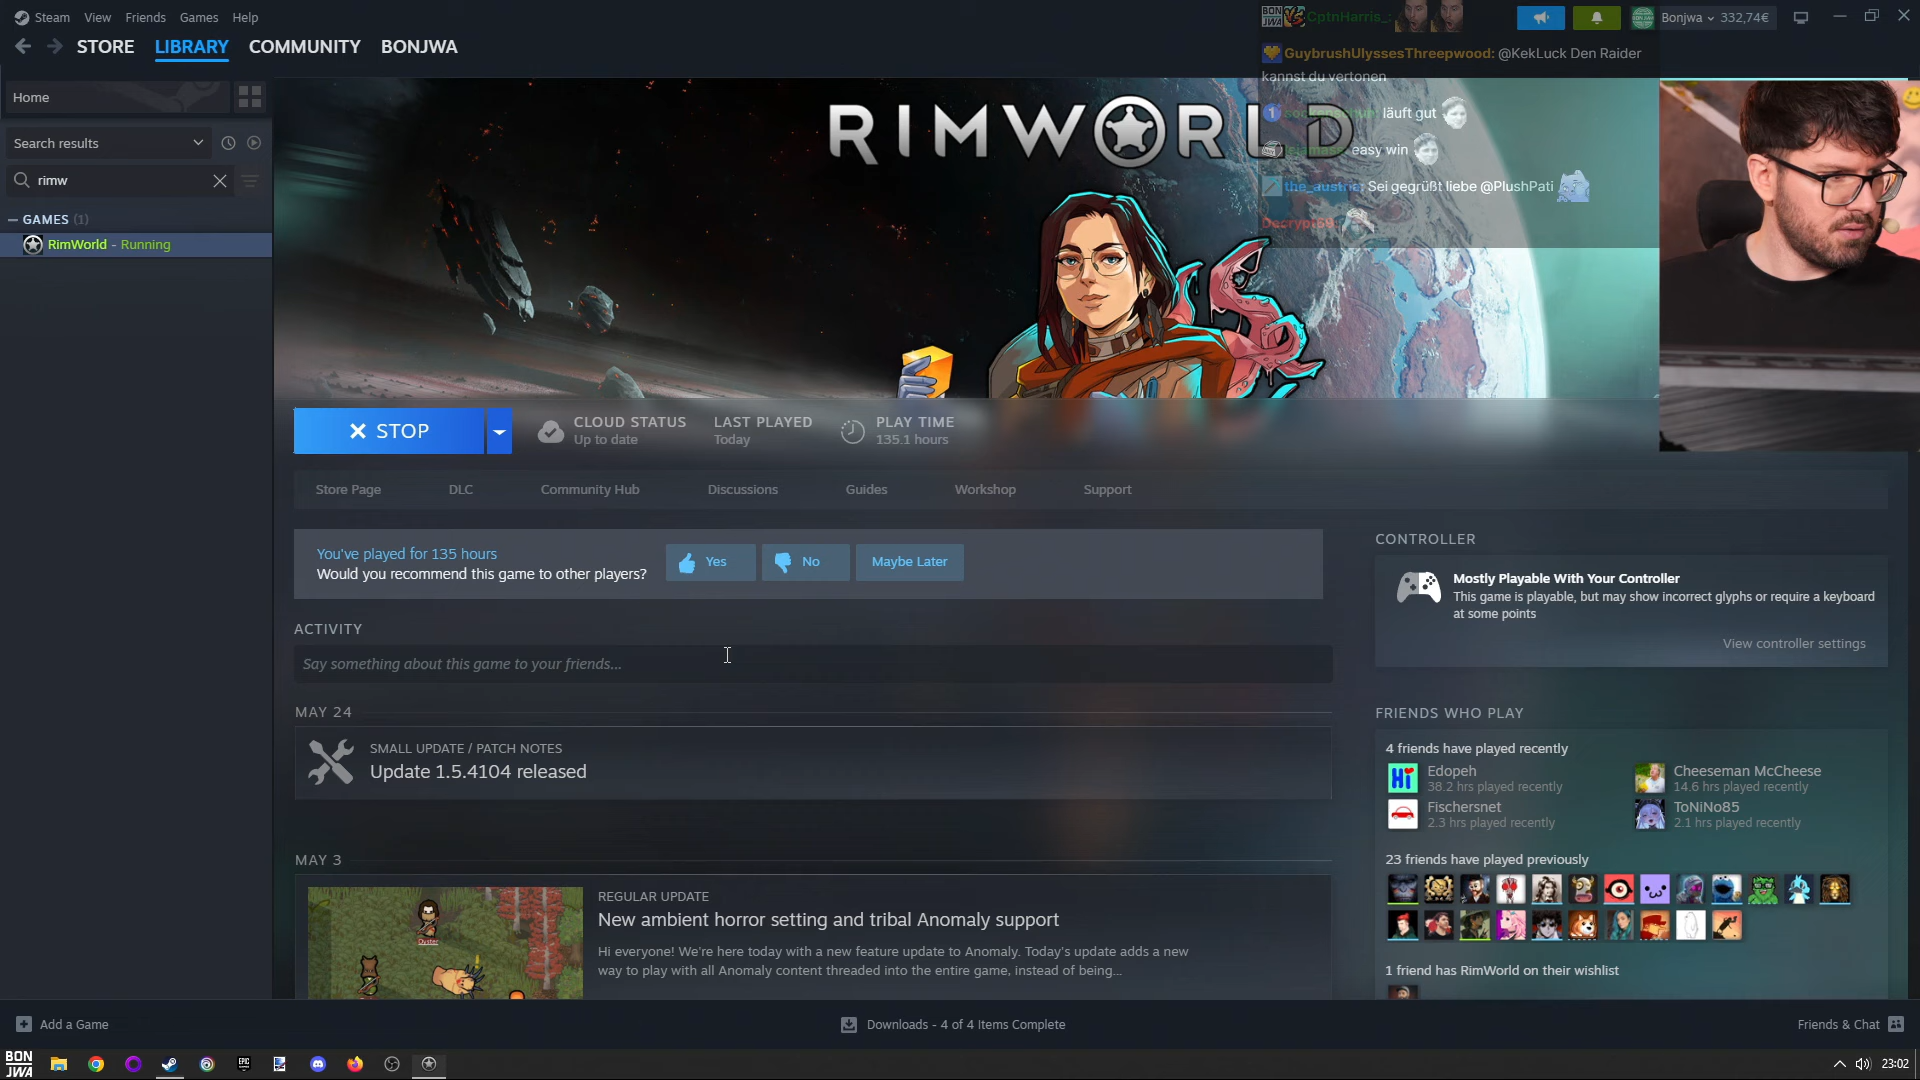 Steam View Friends Games Help
Bonjwa 332,74€
STORE LIBRARY COMMUNITY BONJWA
BON JWA CptnHarris_:
GuybrushUlyssesThreepwood: @KekLuck Den Raider
kannst du vertonen
läuft gut
easy win
the_austria: Sei gegrüßt liebe @PlushPati
Home
Search results
rimw
GAMES (1)
RimWorld - Running
RIMWORLD
STOP
CLOUD STATUS
Up to date
LAST PLAYED
Today
PLAY TIME
135.1 hours
Store Page DLC Community Hub Discussions Guides Workshop Support
You've played for 135 hours
Would you recommend this game to other players?
Yes No Maybe Later
ACTIVITY
Say something about this game to your friends...
MAY 24
SMALL UPDATE / PATCH NOTES
Update 1.5.4104 released
MAY 3
REGULAR UPDATE
New ambient horror setting and tribal Anomaly support
Hi everyone! We're here today with a new feature update to Anomaly. Today's update adds a new
way to play with all Anomaly content threaded into the entire game, instead of being...
Oyster
CONTROLLER
Mostly Playable With Your Controller
This game is playable, but may show incorrect glyphs or require a keyboard
at some points
View controller settings
FRIENDS WHO PLAY
4 friends have played recently
Edopeh
38.2 hrs played recently
Cheeseman McCheese
14.6 hrs played recently
Fischersnet
2.3 hrs played recently
ToNiNo85
2.1 hrs played recently
23 friends have played previously
1 friend has RimWorld on their wishlist
Add a Game
Downloads - 4 of 4 Items Complete
Friends & Chat
BON
JWA
EPIC
23:02